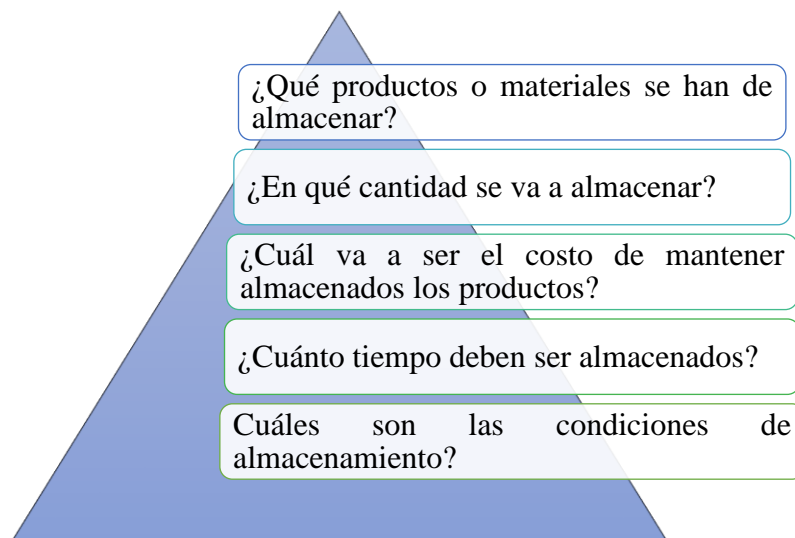 ¿Qué productos o materiales se han de
almacenar?
¿En qué cantidad se va a almacenar?
¿Cuál va a ser el costo de mantener
almacenados los productos?
¿Cuánto tiempo deben ser almacenados?
Cuáles son las condiciones de
almacenamiento?